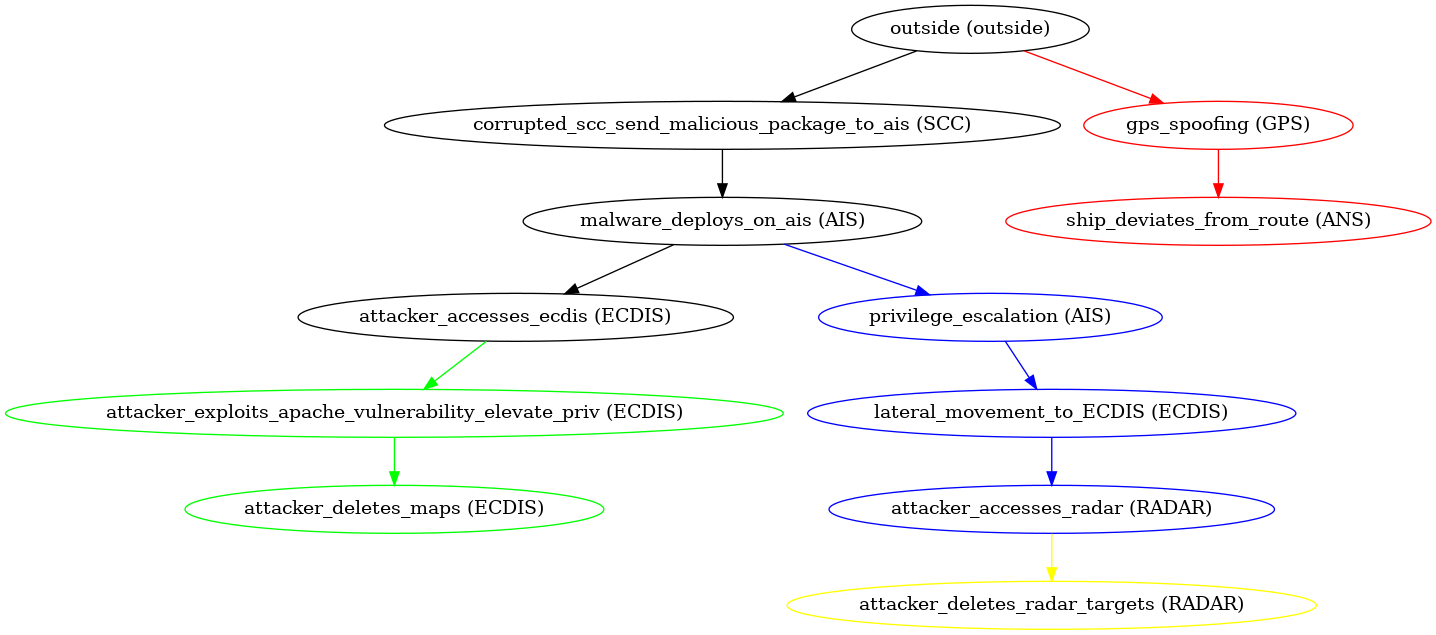 outside (outside)
corrupted_scc_send_malicious_package_to_ais (SCC)
gps_spoofing (GPS)
malware_deploys_on_ais (AIS)
ship_deviates_from_route (ANS)
attacker_accesses_ecdis (ECDIS)
privilege_escalation (AIS)
attacker_exploits_apache_vulnerability_elevate_priv (ECDIS)
lateral_movement_to_ECDIS (ECDIS)
attacker_deletes_maps (ECDIS)
attacker_accesses_radar (RADAR)
attacker_deletes_radar_targets (RADAR)